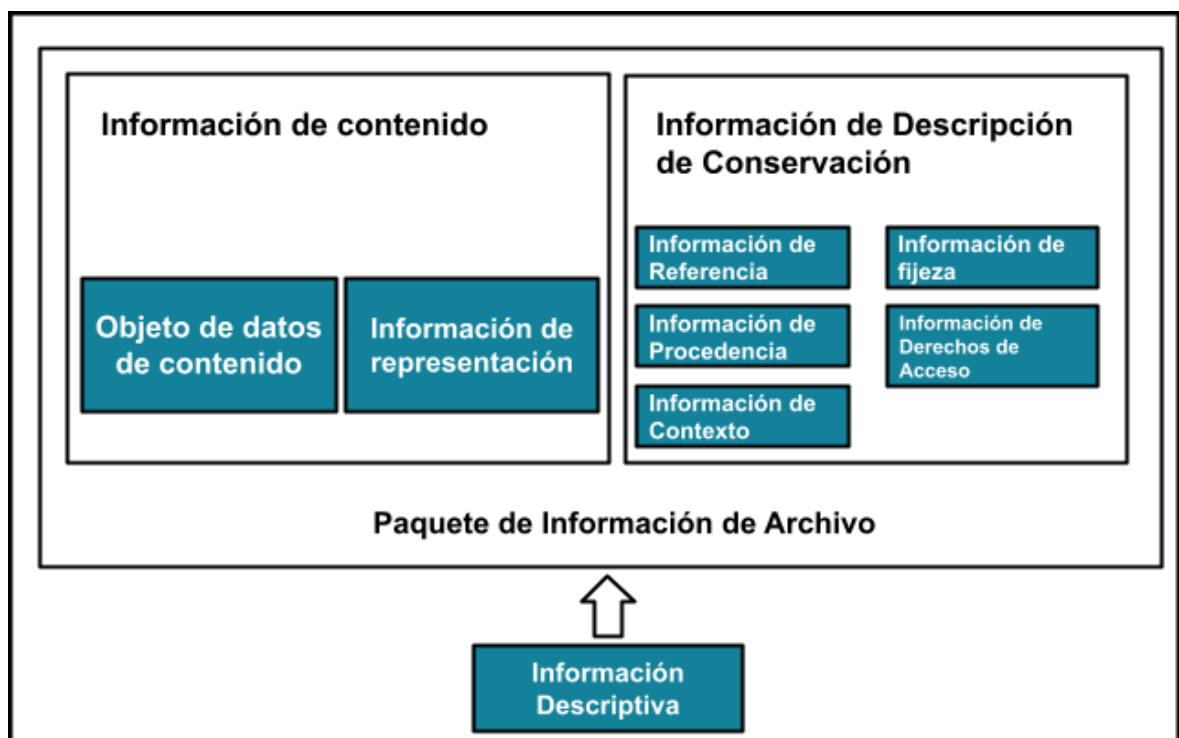 Información de contenido
Objeto de datos
de contenido
Información de
representación
Información de Descripción
de Conservación
Información de
Referencia
Información de
fijeza
Información de
Procedencia
Información de
Derechos de
Acceso
Información de
Contexto
Paquete de Información de Archivo
Información
Descriptiva